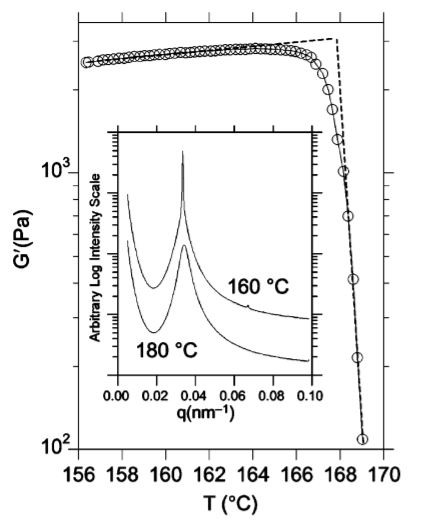 10³
10²
G′(Pa)
156 158 160 162 164 166 168 170
T (°C)
Arbitrary Log Intensity Scale
160 °C
180 °C
0.00 0.02 0.04 0.06 0.08 0.10
q(nm⁻¹)